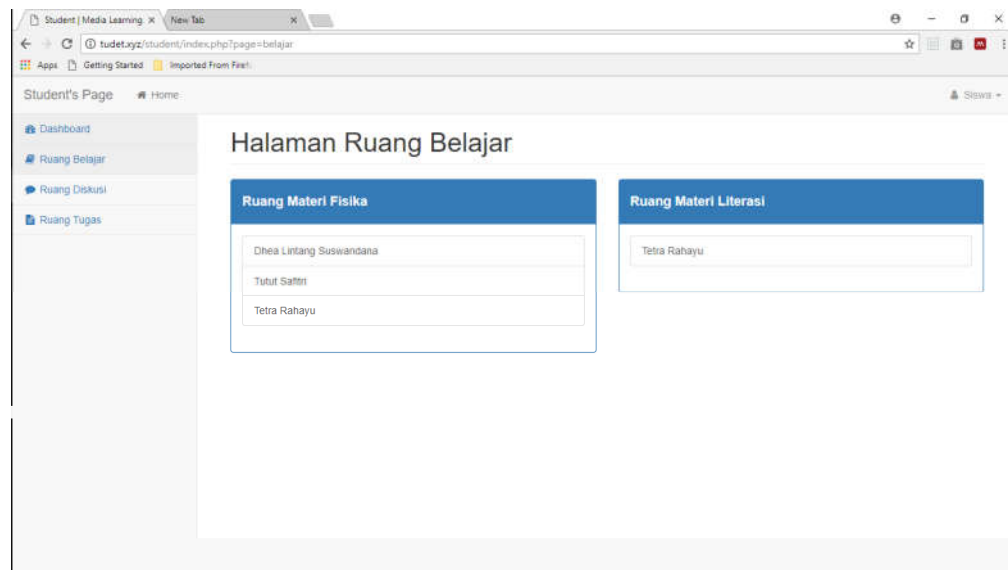 Student | Media Learning
New Tab
tudet.xyz/student/index.php?page=belajar
Apps
Getting Started
Imported From Firef
Student's Page
Home
Siswa
Dashboard
Ruang Belajar
Ruang Diskusi
Ruang Tugas
Halaman Ruang Belajar
Ruang Materi Fisika
Dhea Lintang Suswandana
Tutut Safitri
Tetra Rahayu
Ruang Materi Literasi
Tetra Rahayu